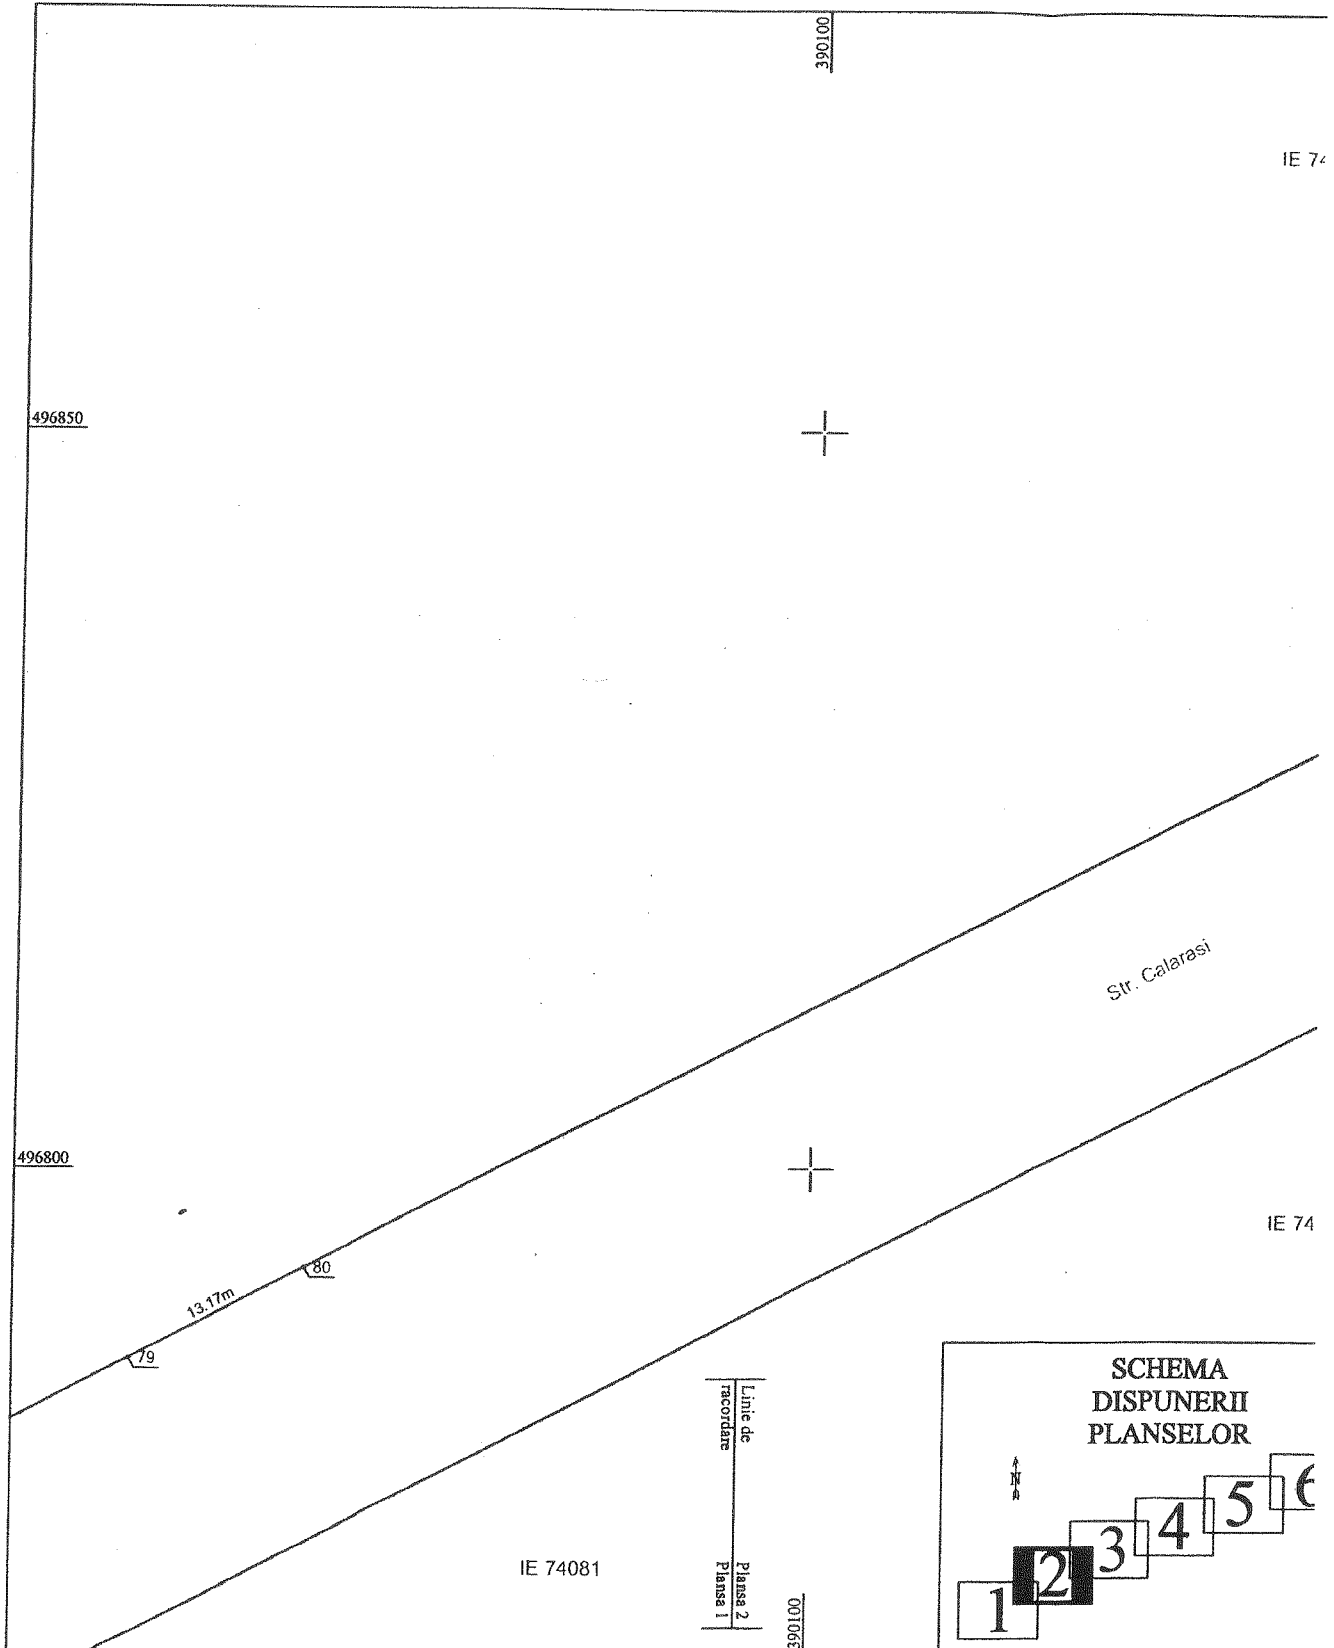 390100
IE 74
496850
Str. Calarasi
496800
IE 74
80
13.17m
79
Linie de
racordare
Plansa 2
Plansa 1
IE 74081
390100
SCHEMA
DISPUNERII
PLANSELOR
N
6
5
4
3
2
1